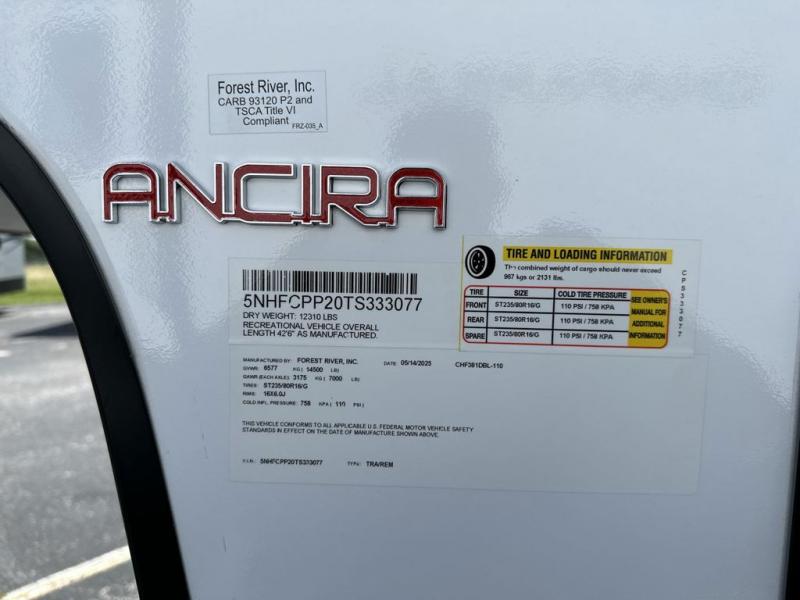 Forest River, Inc.
CARB 93120 P2 and
TSCA Title VI
Compliant
FRZ-035_A
ANCIRA
5NHFCPP20TS333077
DRY WEIGHT: 12310 LBS
RECREATIONAL VEHICLE OVERALL
LENGTH 42'6" AS MANUFACTURED.
TIRE AND LOADING INFORMATION
The combined weight of cargo should never exceed
967 kgs or 2131 lbs.
TIRE SIZE COLD TIRE PRESSURE
FRONT ST235/80R16/G 110 PSI / 758 KPA
REAR ST235/80R16/G 110 PSI / 758 KPA
SPARE ST235/80R16/G 110 PSI / 758 KPA
SEE OWNER'S
MANUAL FOR
ADDITIONAL
INFORMATION
CPS333077
MANUFACTURED BY: FOREST RIVER, INC. DATE: 05/14/2025 CHF381DBL-110
GVWR: 6577 KG ( 14500 LB)
GAWR (EACH AXLE): 3175 KG ( 7000 LB)
TIRES: ST235/80R16/G
RIMS: 16X6.0J
COLD INFL. PRESSURE: 758 KPA ( 110 PSI )
THIS VEHICLE CONFORMS TO ALL APPLICABLE U.S. FEDERAL MOTOR VEHICLE SAFETY
STANDARDS IN EFFECT ON THE DATE OF MANUFACTURE SHOWN ABOVE.
V.I.N.: 5NHFCPP20TS333077 TYPE: TRA/REM